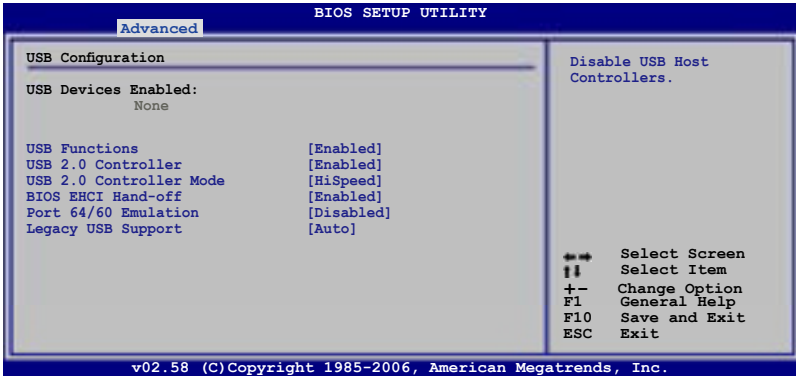 BIOS SETUP UTILITY
Advanced
USB Configuration
USB Devices Enabled:
None
USB Functions [Enabled]
USB 2.0 Controller [Enabled]
USB 2.0 Controller Mode [HiSpeed]
BIOS EHCI Hand-off [Enabled]
Port 64/60 Emulation [Disabled]
Legacy USB Support [Auto]
Disable USB Host
Controllers.
←→ Select Screen
↑↓ Select Item
+- Change Option
F1 General Help
F10 Save and Exit
ESC Exit
v02.58 (C)Copyright 1985-2006, American Megatrends, Inc.